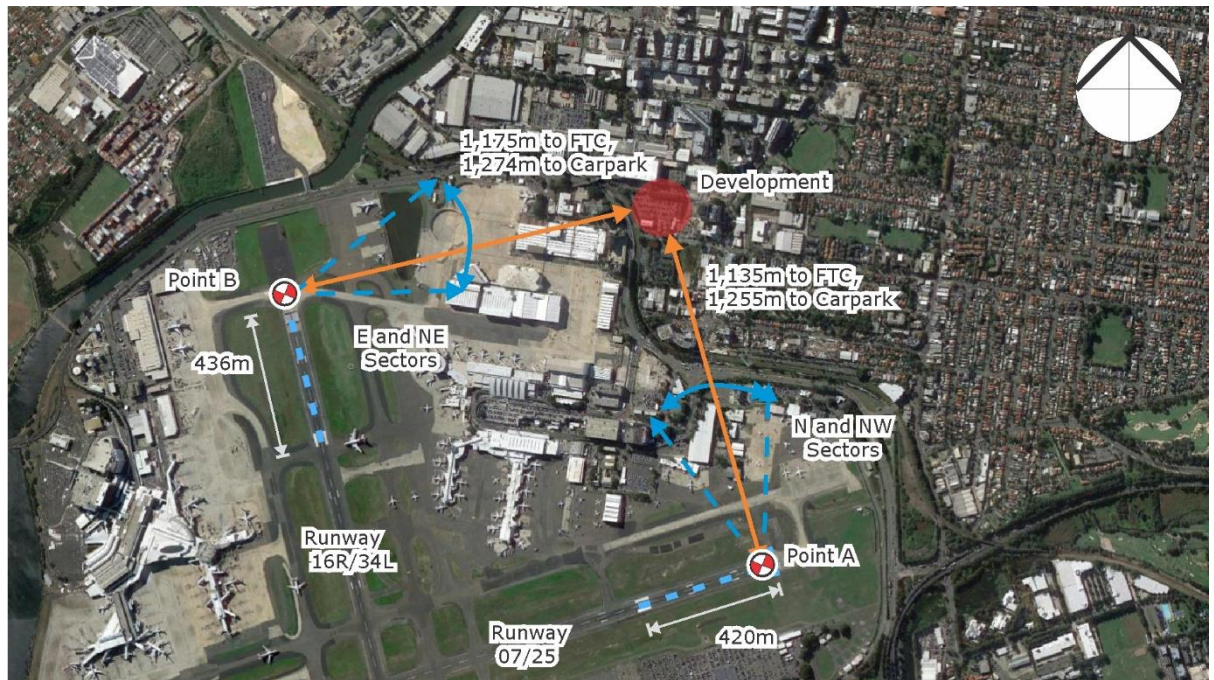 1,175m to FTC,
1,274m to Carpark
Development
Point B
1,135m to FTC,
1,255m to Carpark
E and NE
Sectors
436m
N and NW
Sectors
Runway
16R/34L
Point A
Runway
07/25
420m